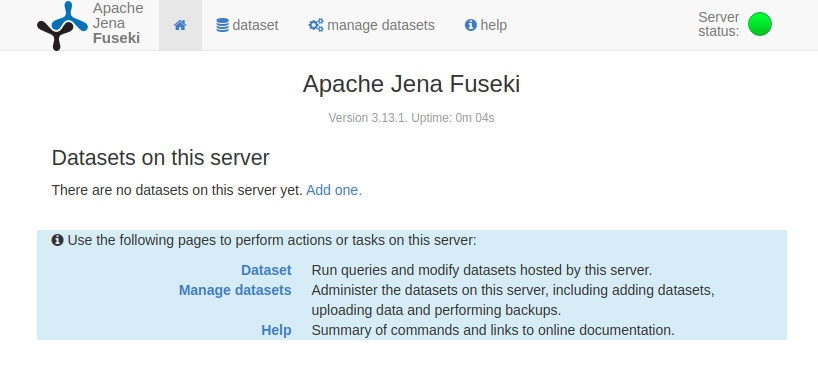 Apache
Jena
Fuseki
dataset
manage datasets
help
Server
status:
Apache Jena Fuseki
Version 3.13.1. Uptime: 0m 04s
Datasets on this server
There are no datasets on this server yet. Add one.
Use the following pages to perform actions or tasks on this server:
Dataset Run queries and modify datasets hosted by this server.
Manage datasets Administer the datasets on this server, including adding datasets,
uploading data and performing backups.
Help Summary of commands and links to online documentation.